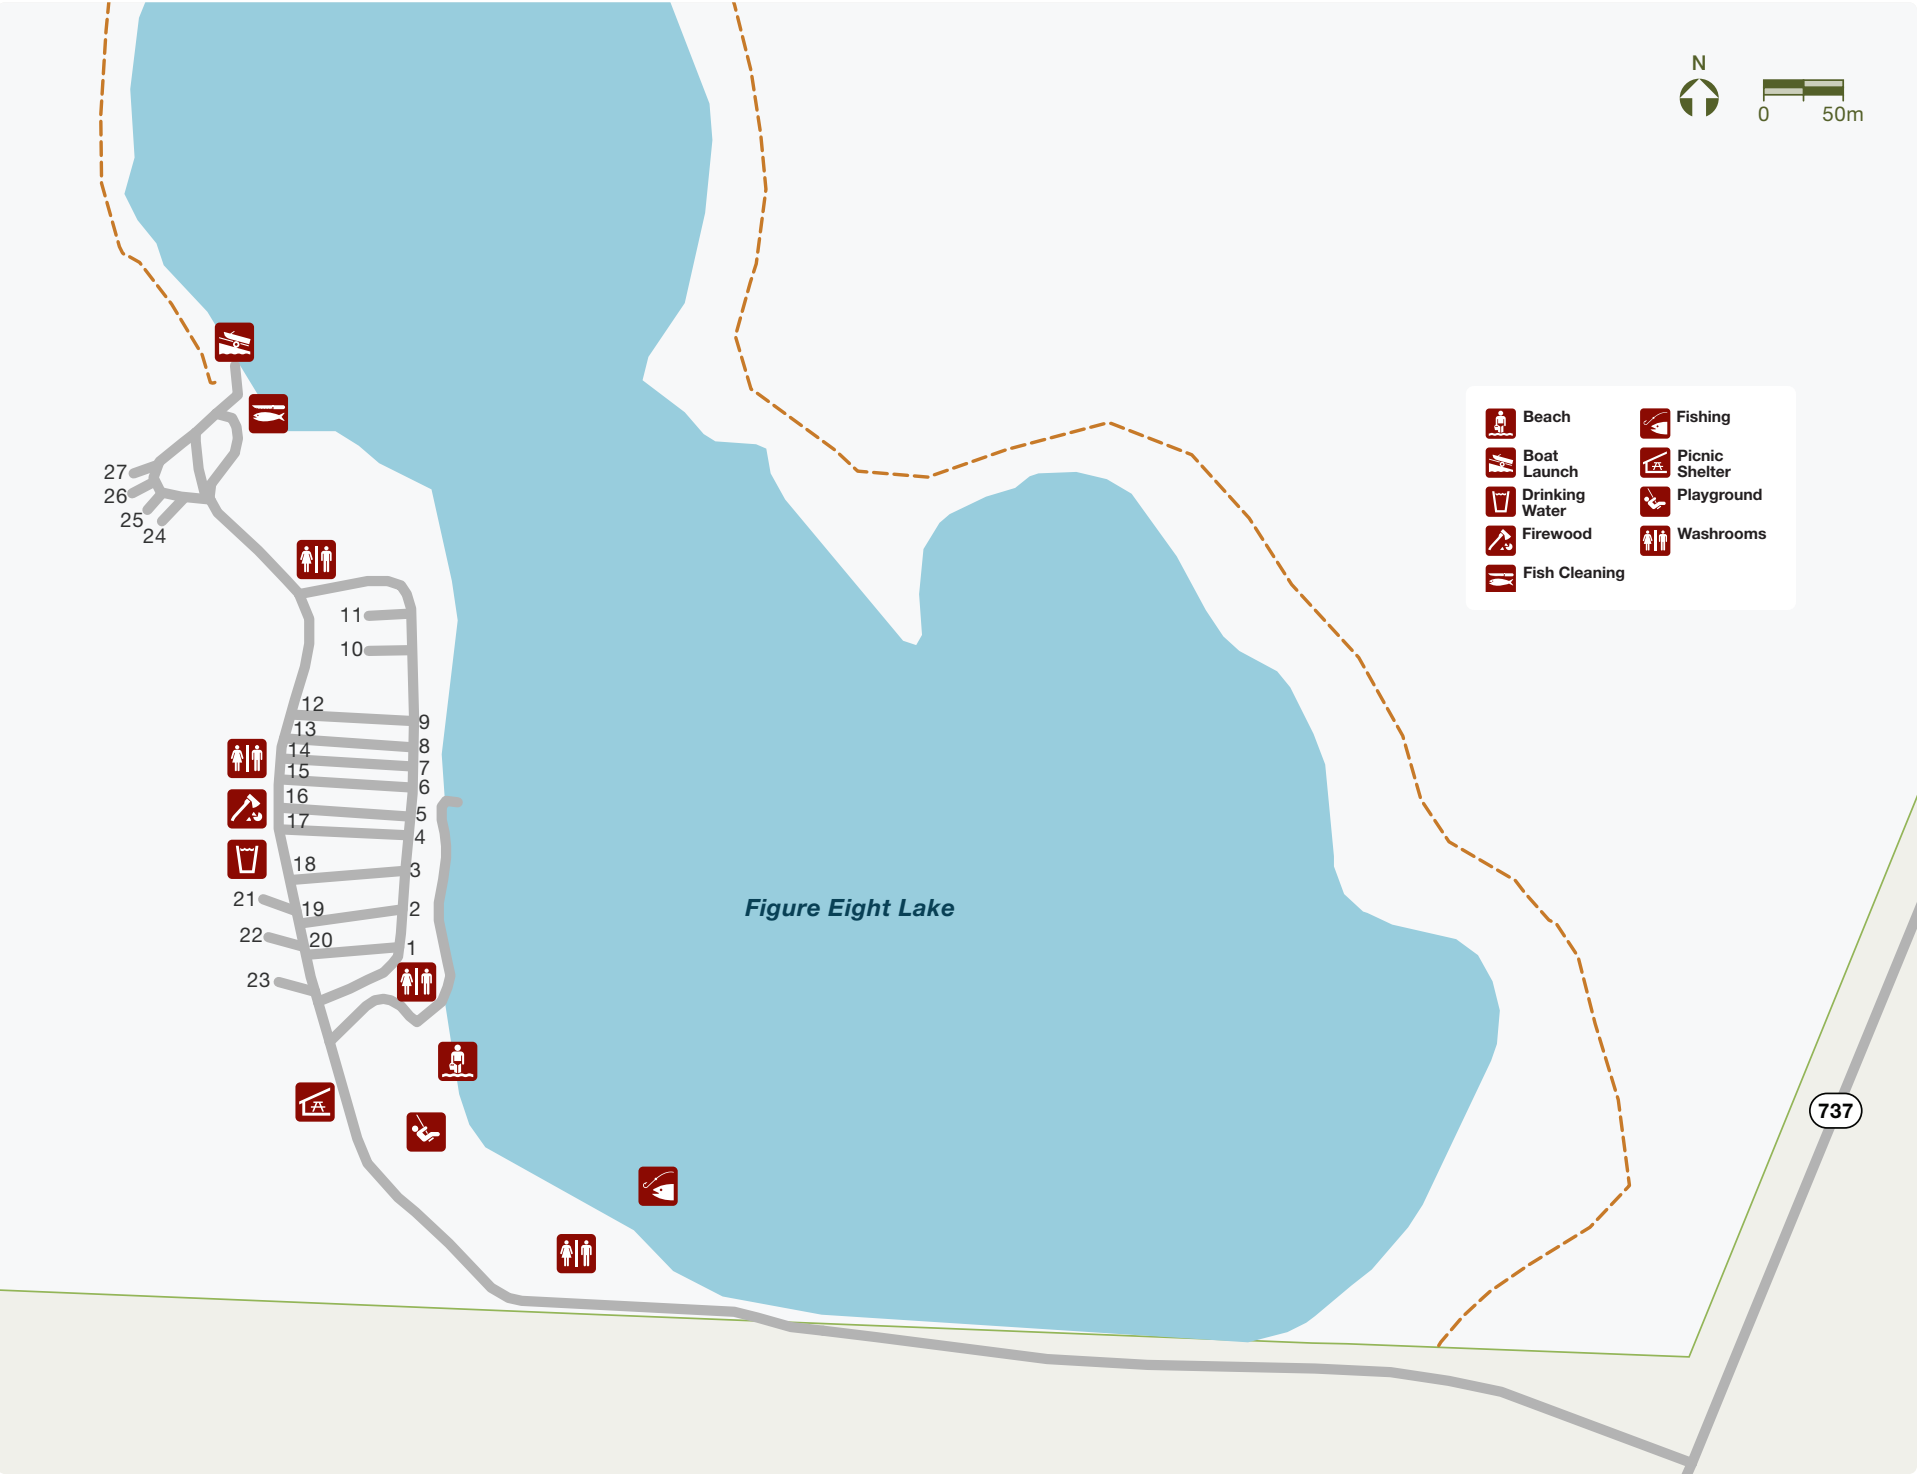 N
0 50m
Beach
Fishing
Boat
Launch
Picnic
Shelter
Drinking
Water
Playground
Firewood
Washrooms
Fish Cleaning
27
26
25
24
11
10
12
9
13
8
14
7
15
6
16
5
17
4
18
3
21
19
2
22
20
1
23
Figure Eight Lake
737